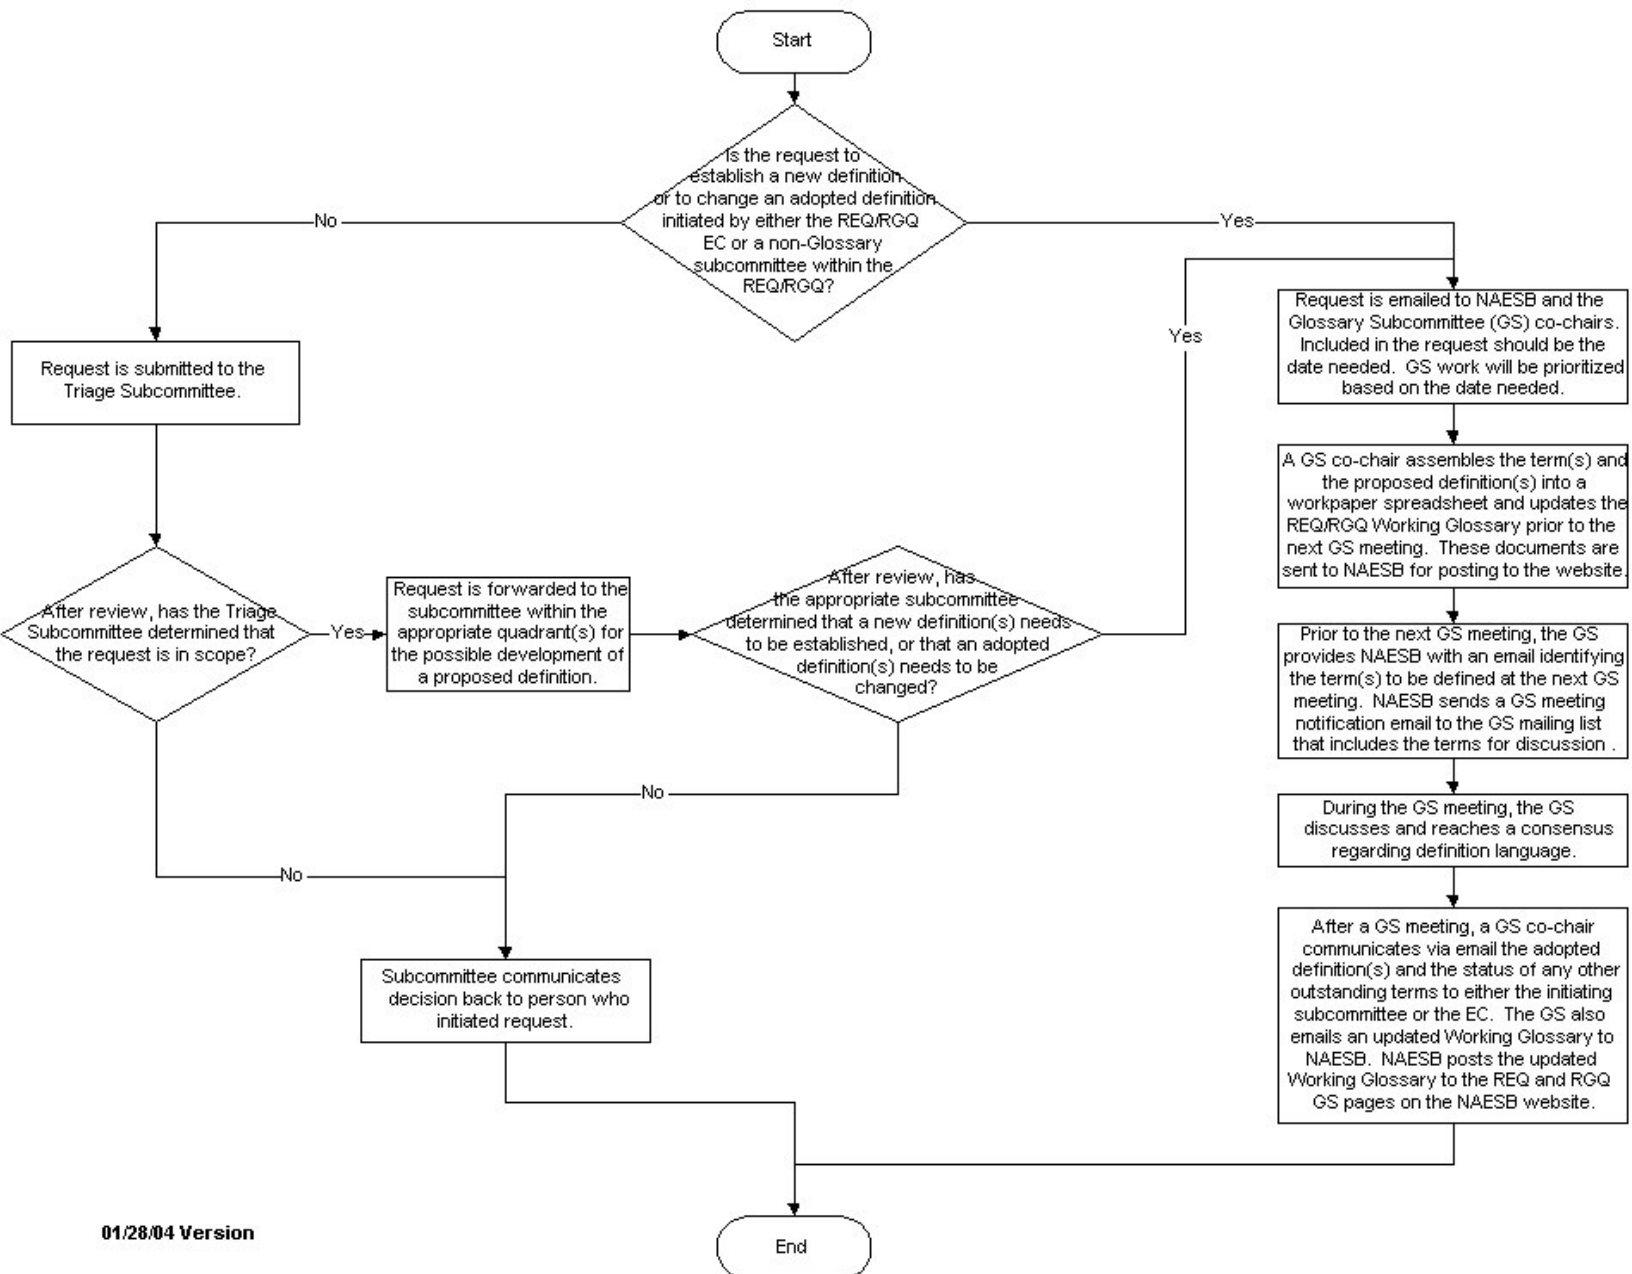 Start
Is the request to
establish a new definition
or to change an adopted definition
initiated by either the REQ/RGQ
EC or a non-Glossary
subcommittee within the
REQ/RGQ?
No
Yes
Request is submitted to the
Triage Subcommittee.
Yes
Request is emailed to NAESB and the
Glossary Subcommittee (GS) co-chairs.
Included in the request should be the
date needed. GS work will be prioritized
based on the date needed.
A GS co-chair assembles the term(s) and
the proposed definition(s) into a
workpaper spreadsheet and updates the
REQ/RGQ Working Glossary prior to the
next GS meeting. These documents are
sent to NAESB for posting to the website.
After review, has the Triage
Subcommittee determined that
the request is in scope?
Yes
Request is forwarded to the
subcommittee within the
appropriate quadrant(s) for
the possible development of
a proposed definition.
After review, has
the appropriate subcommittee
determined that a new definition(s) needs
to be established, or that an adopted
definition(s) needs to be
changed?
Prior to the next GS meeting, the GS
provides NAESB with an email identifying
the term(s) to be defined at the next GS
meeting. NAESB sends a GS meeting
notification email to the GS mailing list
that includes the terms for discussion .
No
No
During the GS meeting, the GS
discusses and reaches a consensus
regarding definition language.
Subcommittee communicates
decision back to person who
initiated request.
After a GS meeting, a GS co-chair
communicates via email the adopted
definition(s) and the status of any other
outstanding terms to either the initiating
subcommittee or the EC. The GS also
emails an updated Working Glossary to
NAESB. NAESB posts the updated
Working Glossary to the REQ and RGQ
GS pages on the NAESB website.
01/28/04 Version
End